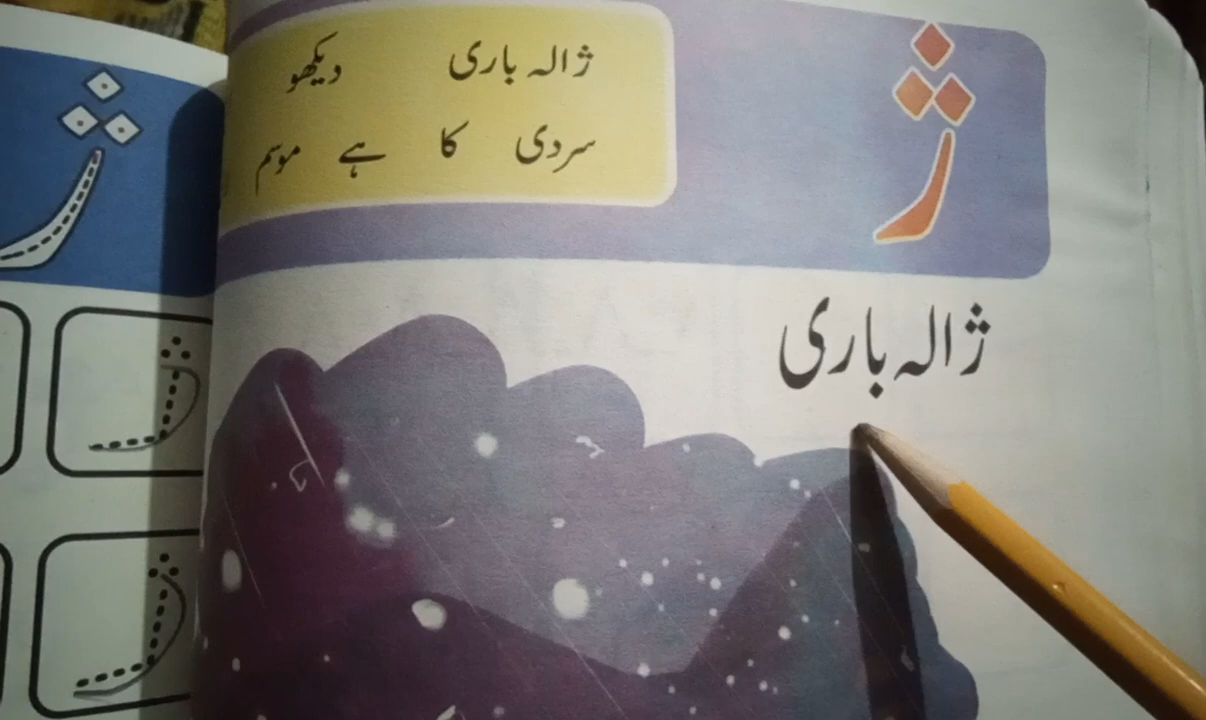 ژ
ژالہ باری دیکھو
سردی کا ہے موسم
ژالہ باری
ژ
ژ
ژ